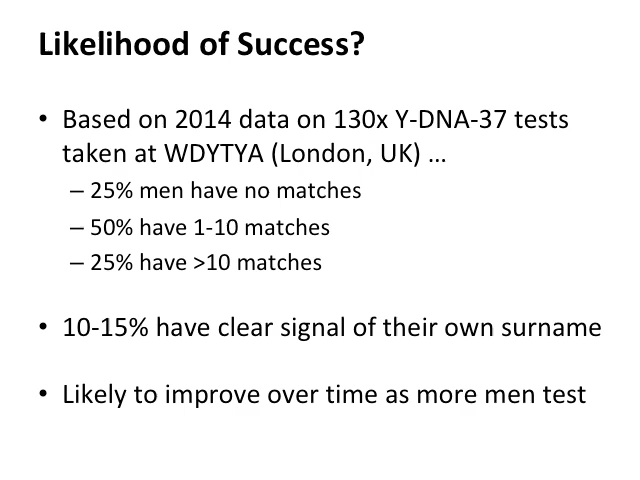 Likelihood of Success?
• Based on 2014 data on 130x Y-DNA-37 tests
taken at WDYTYA (London, UK) …
– 25% men have no matches
– 50% have 1-10 matches
– 25% have >10 matches
• 10-15% have clear signal of their own surname
• Likely to improve over time as more men test